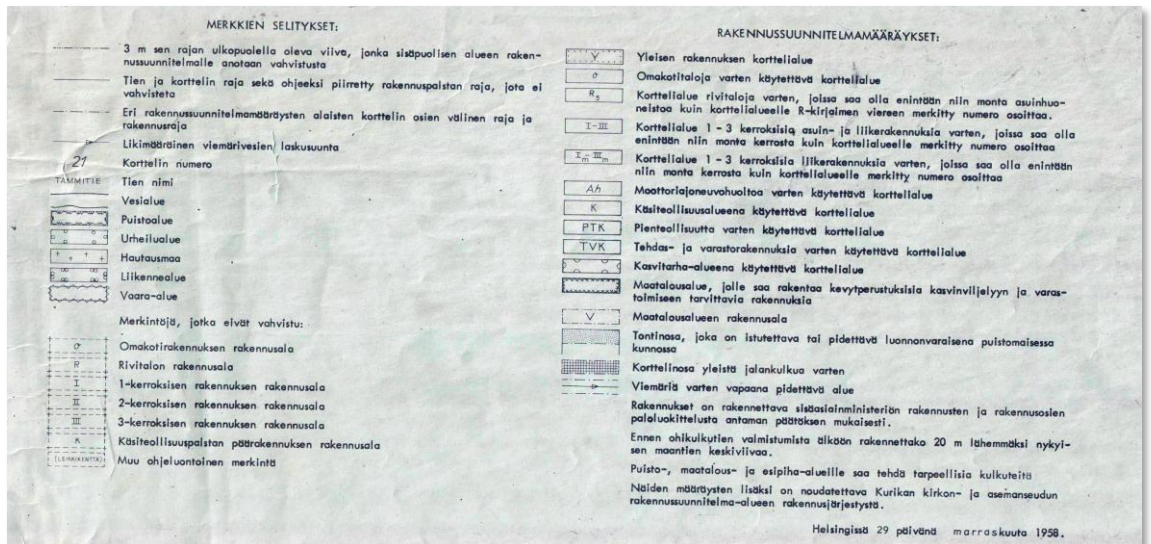 MERKKIEN SELITYKSET:
3 m sen rajan ulkopuolella oleva viiva, jonka sisäpuolisen alueen raken-
nussuunnitelmalle anotaan vahvistusta
Tien ja korttelin raja sekä ohjeeksi piirretty rakennuspalstan raja, jota ei
vahvisteta
Eri rakennussuunnitelmamääräysten alaisten korttelin osien välinen raja ja
rakennusraja
Likimääräinen viemärivesien laskusuunta
21 Korttelin numero
TAMMITIE Tien nimi
Vesialue
Puistoalue
Urheilualue
Hautausmaa
Liikennealue
Vaara-alue
Merkintöjä, jotka eivät vahvistu:
O Omakotirakennuksen rakennusala
R Rivitalon rakennusala
I 1-kerroksisen rakennuksen rakennusala
II 2-kerroksisen rakennuksen rakennusala
III 3-kerroksisen rakennuksen rakennusala
K Käsiteollisuuspalstan päärakennuksen rakennusala
(LEIKKIKENTTÄ) Muu ohjeluontoinen merkintä
RAKENNUSSUUNNITELMAMÄÄRÄYKSET:
Y Yleisen rakennuksen korttelialue
O Omakotitaloja varten käytettävä korttelialue
R5 Korttelialue rivitaloja varten, joissa saa olla enintään niin monta asuinhuo-
neistoa kuin korttelialueelle R-kirjaimen viereen merkitty numero osoittaa.
I-III Korttelialue 1 - 3 kerroksisia asuin- ja liikerakennuksia varten, joissa saa olla
enintään niin monta kerrosta kuin korttelialueelle merkitty numero osoittaa
Im-IIIm Korttelialue 1 - 3 kerroksisia liikerakennuksia varten, joissa saa olla enintään
niin monta kerrosta kuin korttelialueelle merkitty numero osoittaa
Ah Moottoriajoneuvohuoltoa varten käytettävä korttelialue
K Käsiteollisuusalueena käytettävä korttelialue
PTK Pienteollisuutta varten käytettävä korttelialue
TVK Tehdas- ja varastorakennuksia varten käytettävä korttelialue
Kasvitarha-alueena käytettävä korttelialue
Maatalousalue, jolle saa rakentaa kevytperustuksisia kasvinviljelyyn ja varas-
toimiseen tarvittavia rakennuksia
V Maatalousalueen rakennusala
Tontinosa, joka on istutettava tai pidettävä luonnonvaraisena puistomaisessa
kunnossa
Korttelinosa yleistä jalankulkua varten
Viemäriä varten vapaana pidettävä alue
Rakennukset on rakennettava sisäasiainministeriön rakennusten ja rakennusosien
paloluokittelusta antaman päätöksen mukaisesti.
Ennen ohikulkutien valmistumista älköön rakennettako 20 m lähemmäksi nykyi-
sen maantien keskiviivaa.
Puisto-, maatalous- ja esipiha-alueille saa tehdä tarpeellisia kulkuteitä
Näiden määräysten lisäksi on noudatettava Kurikan kirkon- ja asemanseudun
rakennussuunnitelma-alueen rakennusjärjestystä.
Helsingissä 29 päivänä marraskuuta 1958.